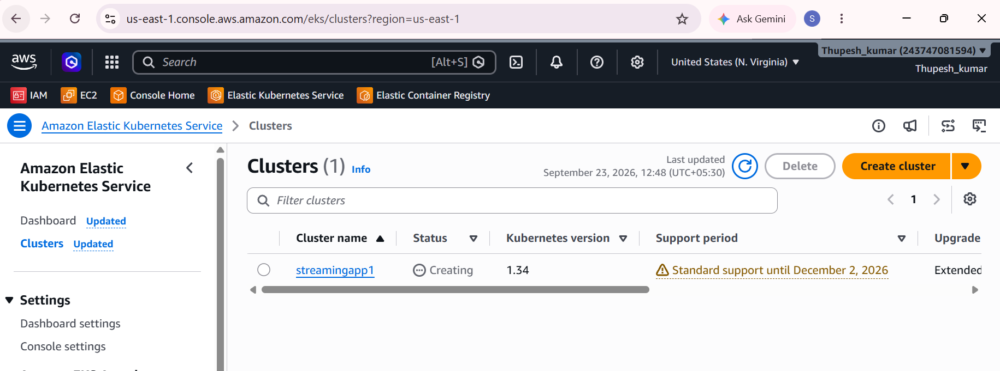 us-east-1.console.aws.amazon.com/eks/clusters?region=us-east-1
Ask Gemini
S
aws
Search
[Alt+S]
United States (N. Virginia)
Thupesh_kumar (243747081594)
Thupesh_kumar
IAM
EC2
Console Home
Elastic Kubernetes Service
Elastic Container Registry
Amazon Elastic Kubernetes Service
Clusters
Amazon Elastic
Kubernetes Service
Dashboard Updated
Clusters Updated
Settings
Dashboard settings
Console settings
Clusters (1) Info
Last updated
September 23, 2026, 12:48 (UTC+05:30)
Delete
Create cluster
Filter clusters
1
Cluster name Status Kubernetes version Support period Upgrade
streamingapp1 Creating 1.34 Standard support until December 2, 2026 Extended